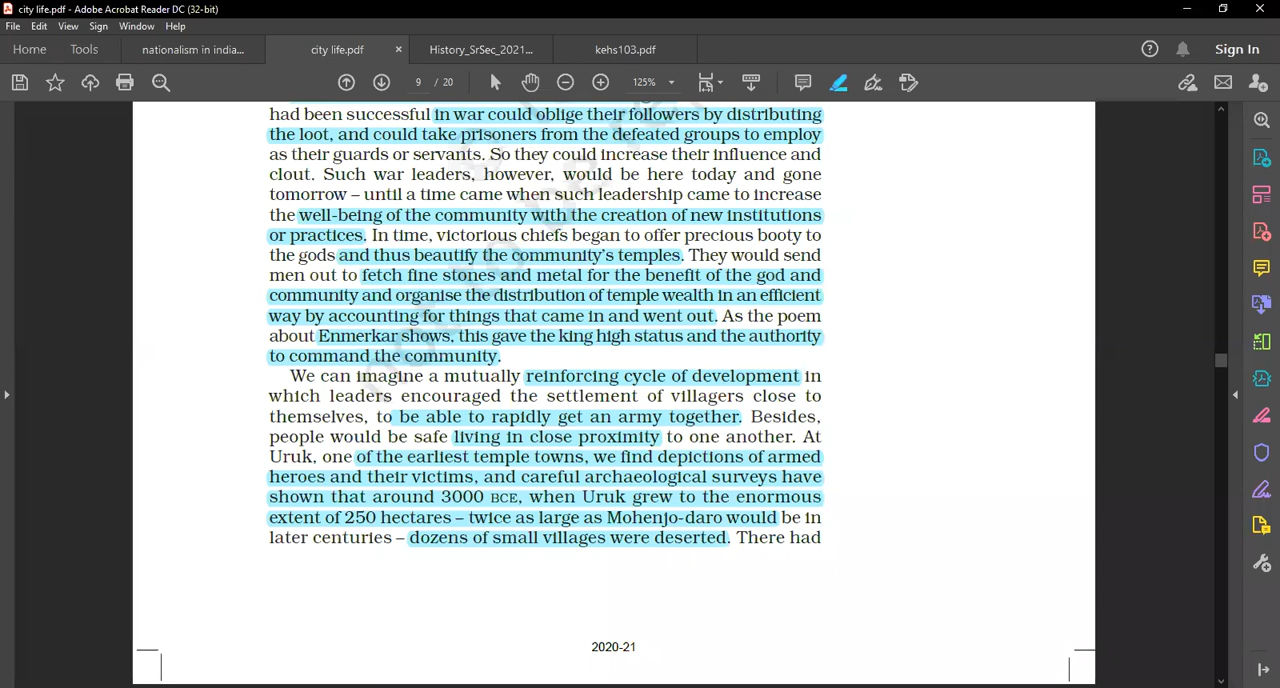 city life.pdf - Adobe Acrobat Reader DC (32-bit)
File Edit View Sign Window Help
Home Tools nationalism in india... city life.pdf × History_SrSec_2021... kehs103.pdf Sign In
9 / 20 125%
had been successful in war could oblige their followers by distributing
the loot, and could take prisoners from the defeated groups to employ
as their guards or servants. So they could increase their influence and
clout. Such war leaders, however, would be here today and gone
tomorrow – until a time came when such leadership came to increase
the well-being of the community with the creation of new institutions
or practices. In time, victorious chiefs began to offer precious booty to
the gods and thus beautify the community's temples. They would send
men out to fetch fine stones and metal for the benefit of the god and
community and organise the distribution of temple wealth in an efficient
way by accounting for things that came in and went out. As the poem
about Enmerkar shows, this gave the king high status and the authority
to command the community.
We can imagine a mutually reinforcing cycle of development in
which leaders encouraged the settlement of villagers close to
themselves, to be able to rapidly get an army together. Besides,
people would be safe living in close proximity to one another. At
Uruk, one of the earliest temple towns, we find depictions of armed
heroes and their victims, and careful archaeological surveys have
shown that around 3000 BCE, when Uruk grew to the enormous
extent of 250 hectares – twice as large as Mohenjo-daro would be in
later centuries – dozens of small villages were deserted. There had
2020-21